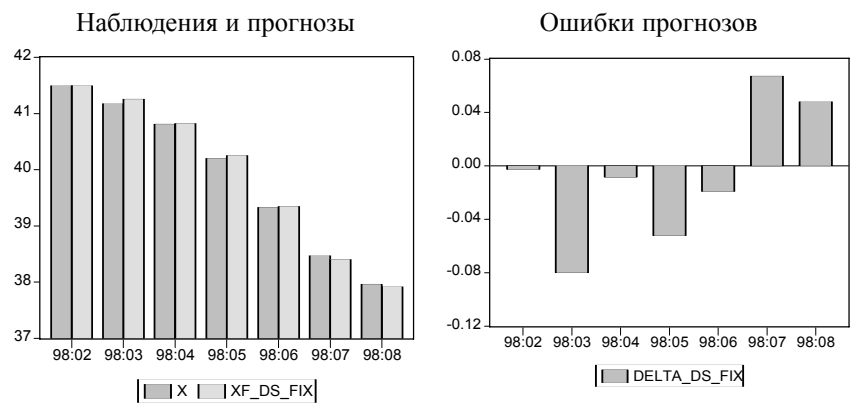 Наблюдения и прогнозы
42
41
40
39
38
37
98:02 98:03 98:04 98:05 98:06 98:07 98:08
X XF_DS_FIX
Ошибки прогнозов
0.08
0.04
0.00
-0.04
-0.08
-0.12
98:02 98:03 98:04 98:05 98:06 98:07 98:08
DELTA_DS_FIX